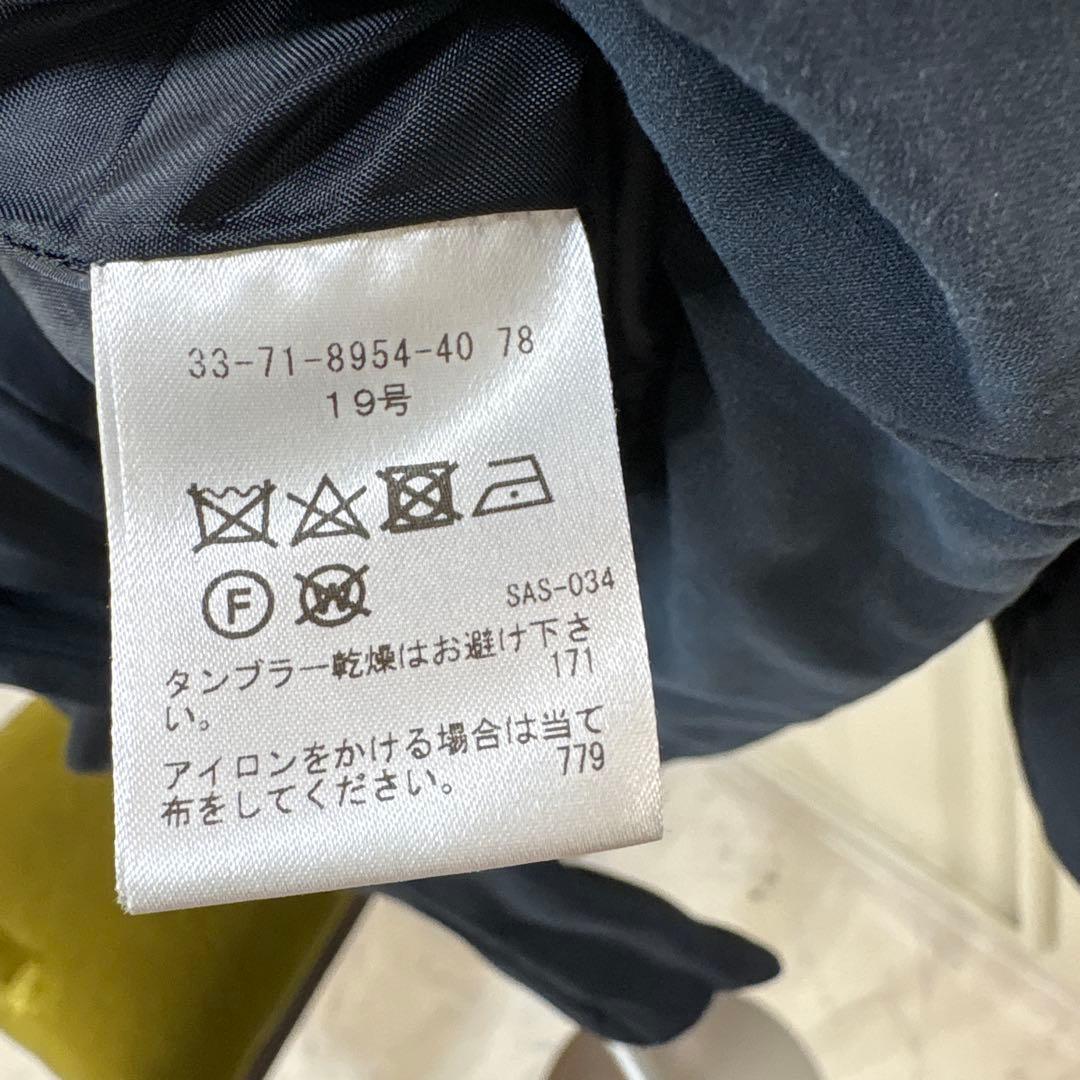 33-71-8954-40 78
19号
F W
SAS-034
タンブラー乾燥はお避け下さ
い。 171
アイロンをかける場合は当て
布をしてください。 779